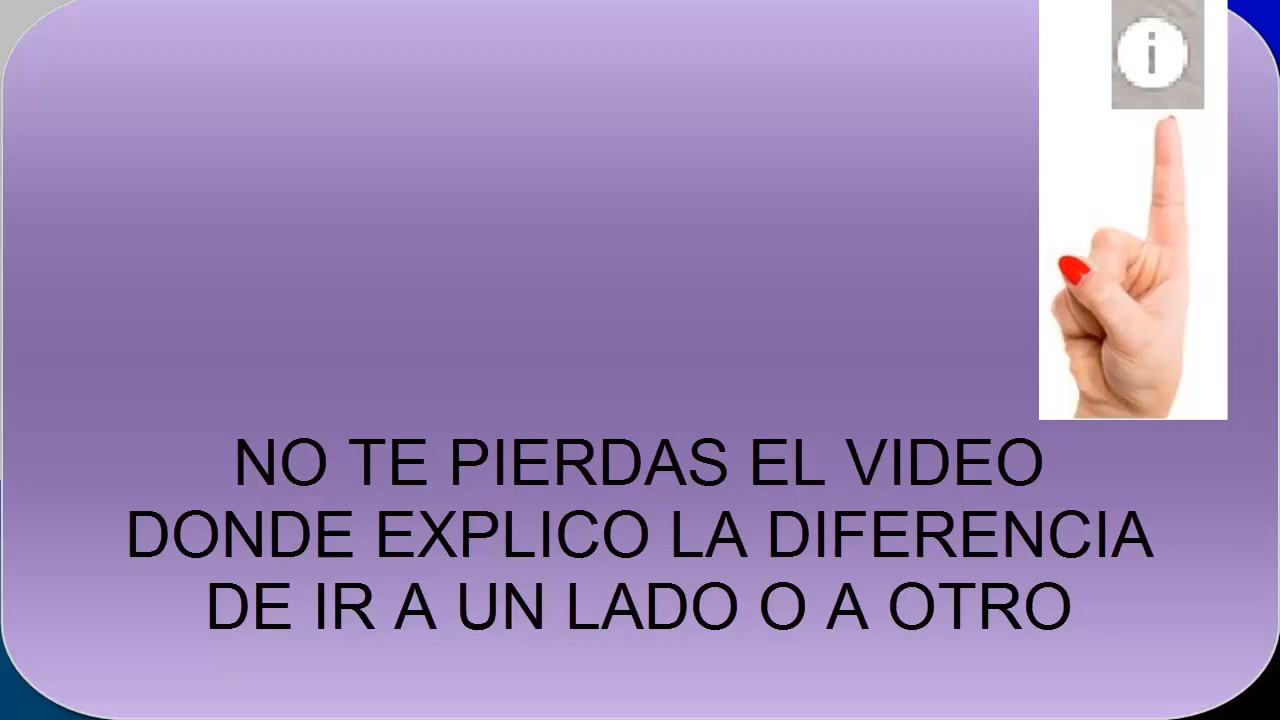 i
NO TE PIERDAS EL VIDEO
DONDE EXPLICO LA DIFERENCIA
DE IR A UN LADO O A OTRO